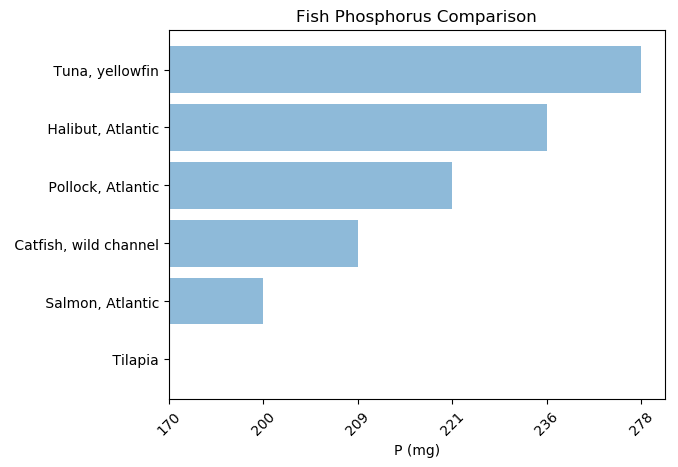 Fish Phosphorus Comparison
Tuna, yellowfin
Halibut, Atlantic
Pollock, Atlantic
Catfish, wild channel
Salmon, Atlantic
Tilapia
170 200 209 221 236 278
P (mg)